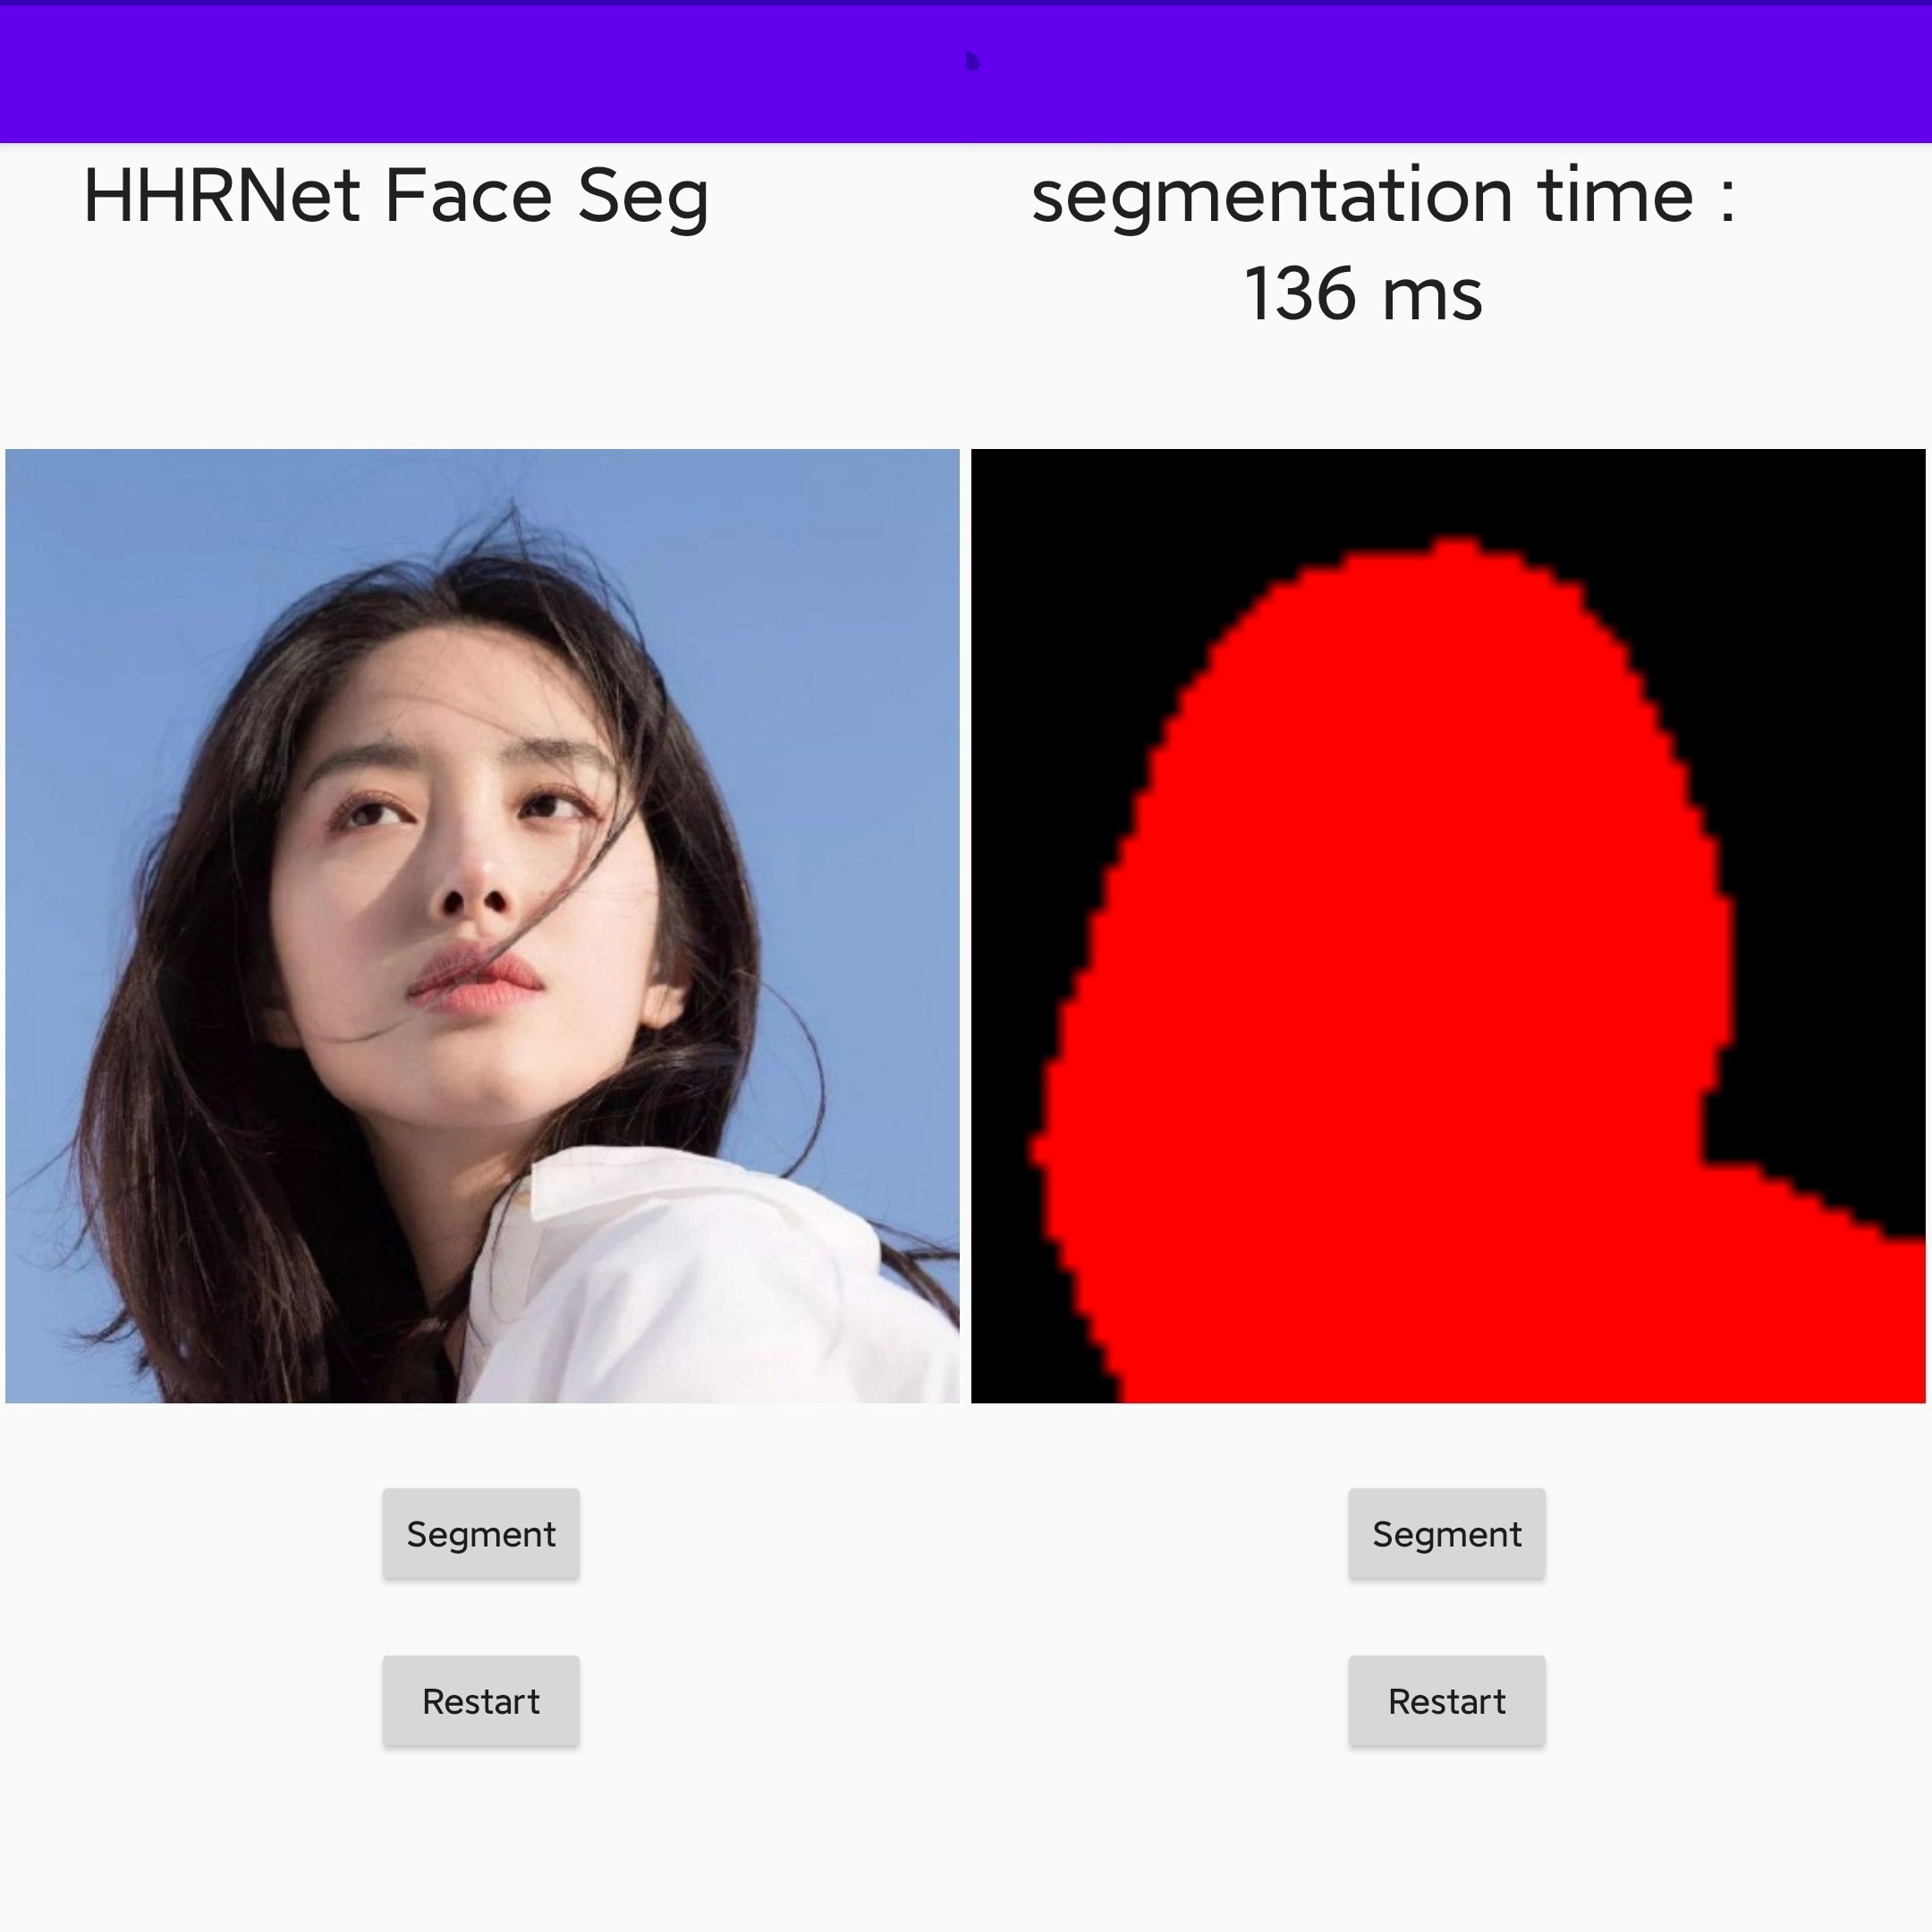 HHRNet Face Seg
segmentation time :
136 ms
Segment
Segment
Restart
Restart